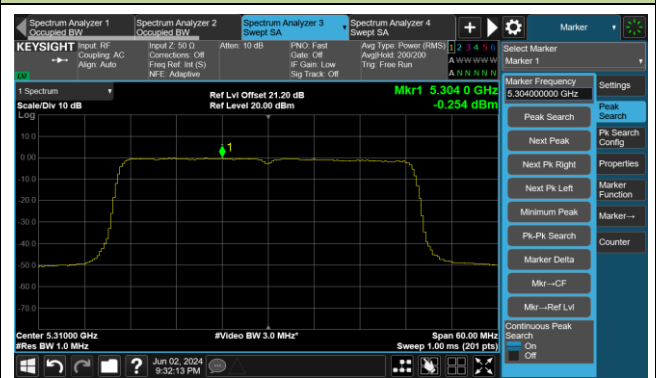 Spectrum Analyzer 1
Occupied BW
Spectrum Analyzer 2
Occupied BW
Spectrum Analyzer 3
Swept SA
Spectrum Analyzer 4
Swept SA
Marker
KEYSIGHT
Input: RF
Coupling: AC
Align: Auto
Input Z: 50 Ω
Corrections: Off
Freq Ref: Int (S)
NFE: Adaptive
Atten: 10 dB
PNO: Fast
Gate: Off
IF Gain: Low
Sig Track: Off
Avg Type: Power (RMS)
Avg|Hold: 200/200
Trig: Free Run
1 2 3 4 5 6
A W W W W W
A N N N N N
LXI
Select Marker
Marker 1
1 Spectrum
Scale/Div 10 dB
Log
Ref Lvl Offset 21.20 dB
Ref Level 20.00 dBm
Mkr1 5.304 0 GHz
-0.254 dBm
1
10.0
0.00
-10.0
-20.0
-30.0
-40.0
-50.0
-60.0
-70.0
Center 5.31000 GHz
#Res BW 1.0 MHz
#Video BW 3.0 MHz*
Span 60.00 MHz
Sweep 1.00 ms (201 pts)
Marker Frequency
5.304000000 GHz
Peak Search
Next Peak
Next Pk Right
Next Pk Left
Minimum Peak
Pk-Pk Search
Marker Delta
Mkr→CF
Mkr→Ref Lvl
Continuous Peak
Search
On
Off
Settings
Peak
Search
Pk Search
Config
Properties
Marker
Function
Marker→
Counter
Jun 02, 2024
9:32:13 PM